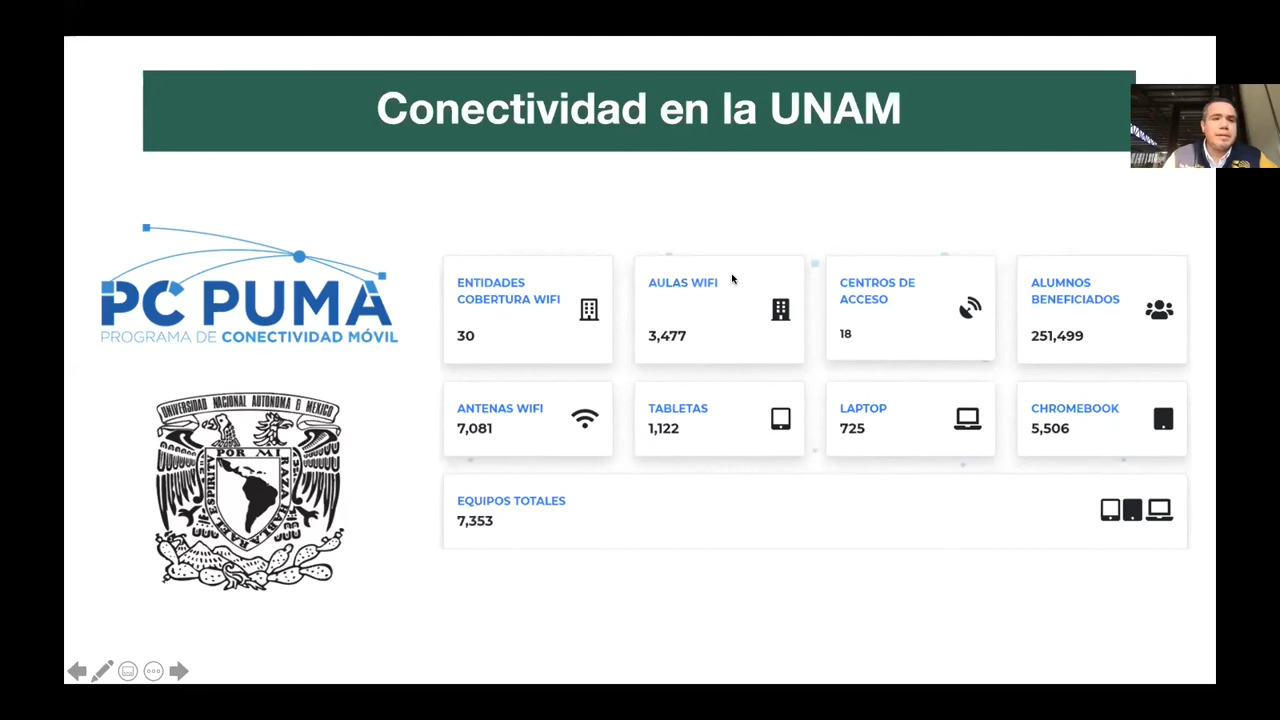 Conectividad en la UNAM
PC PUMA
PROGRAMA DE CONECTIVIDAD MÓVIL
UNIVERSIDAD NACIONAL AUTONOMA D MEXICO
POR MI
RAZA HABLARA EL
ESPIRITV
ENTIDADES
COBERTURA WIFI
30
AULAS WIFI
3,477
CENTROS DE
ACCESO
18
ALUMNOS
BENEFICIADOS
251,499
ANTENAS WIFI
7,081
TABLETAS
1,122
LAPTOP
725
CHROMEBOOK
5,506
EQUIPOS TOTALES
7,353